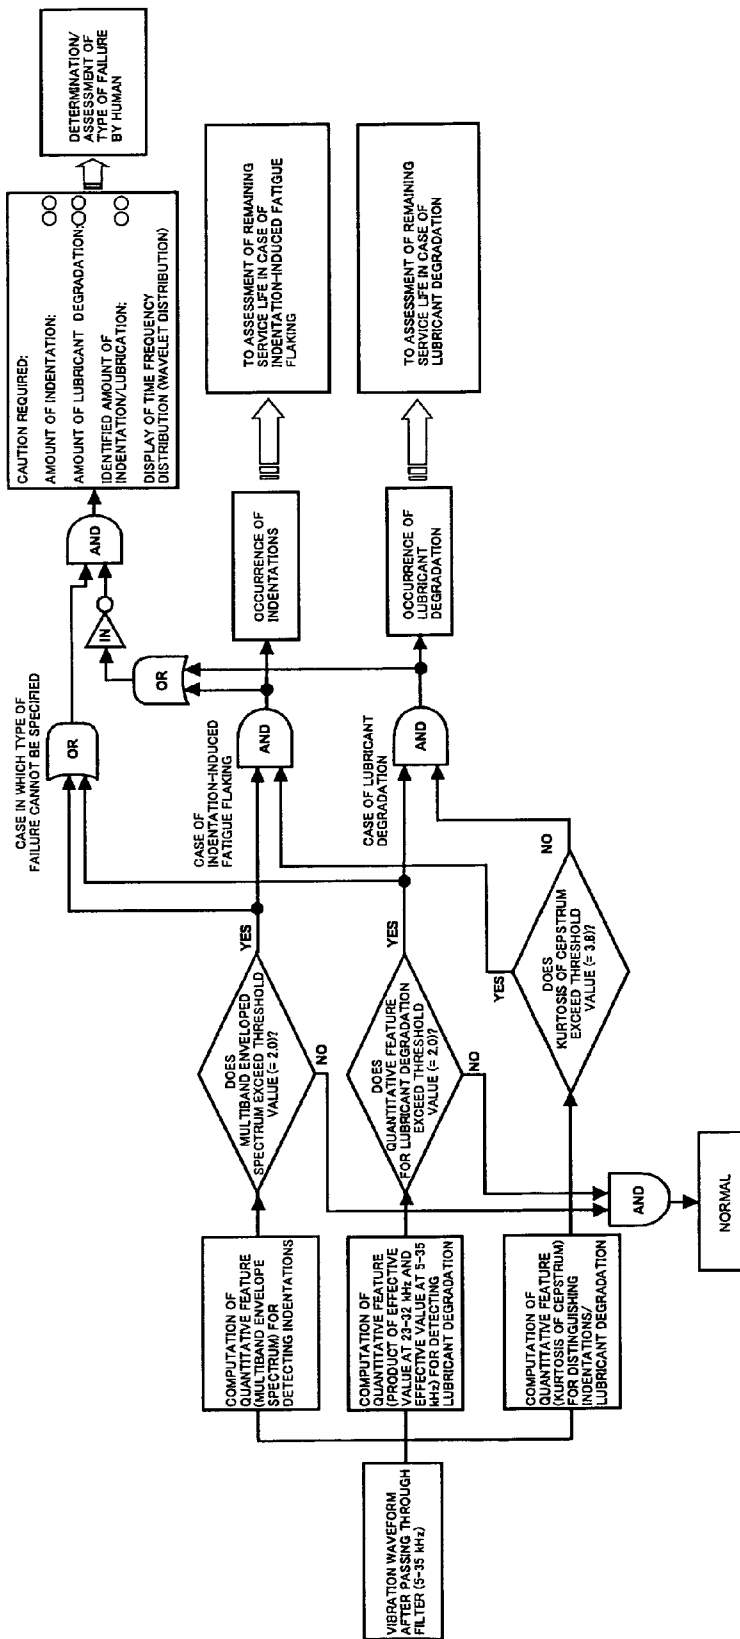 VIBRATION WAVEFORM
AFTER PASSING THROUGH
FILTER (5-35 kHz)
COMPUTATION OF
QUANTITATIVE FEATURE
(MULTIBAND ENVELOPE
SPECTRUM) FOR
DETECTING INDENTATIONS
COMPUTATION OF
QUANTITATIVE FEATURE
(PRODUCT OF EFFECTIVE
VALUE AT 23-32 kHz AND
EFFECTIVE VALUE AT 5-35
kHz) FOR DETECTING
LUBRICANT DEGRADATION
COMPUTATION OF
QUANTITATIVE FEATURE
(KURTOSIS OF CEPSTRUM)
FOR DISTINGUISHING
INDENTATIONS/
LUBRICANT DEGRADATION
DOES
MULTIBAND ENVELOPED
SPECTRUM EXCEED THRESHOLD
VALUE (= 2.0)?
YES
NO
DOES
QUANTITATIVE FEATURE
FOR LUBRICANT DEGRADATION
EXCEED THRESHOLD
VALUE (= 2.0)?
YES
NO
DOES
KURTOSIS OF CEPSTRUM
EXCEED THRESHOLD
VALUE (= 3.8)?
YES
NO
AND
NORMAL
CASE IN WHICH TYPE OF
FAILURE CANNOT BE SPECIFIED
OR
CASE OF
INDENTATION-INDUCED
FATIGUE FLAKING
AND
CASE OF LUBRICANT
DEGRADATION
AND
OR
IN
AND
CAUTION REQUIRED:
AMOUNT OF INDENTATION: ○○
AMOUNT OF LUBRICANT DEGRADATION: ○○
IDENTIFIED AMOUNT OF
INDENTATION/LUBRICATION: ○○
DISPLAY OF TIME FREQUENCY
DISTRIBUTION (WAVELET DISTRIBUTION)
DETERMINATION/
ASSESSMENT OF
TYPE OF FAILURE
BY HUMAN
OCCURRENCE OF
INDENTATIONS
TO ASSESSMENT OF REMAINING
SERVICE LIFE IN CASE OF
INDENTATION-INDUCED FATIGUE
FLAKING
OCCURRENCE OF
LUBRICANT
DEGRADATION
TO ASSESSMENT OF REMAINING
SERVICE LIFE IN CASE OF
LUBRICANT DEGRADATION